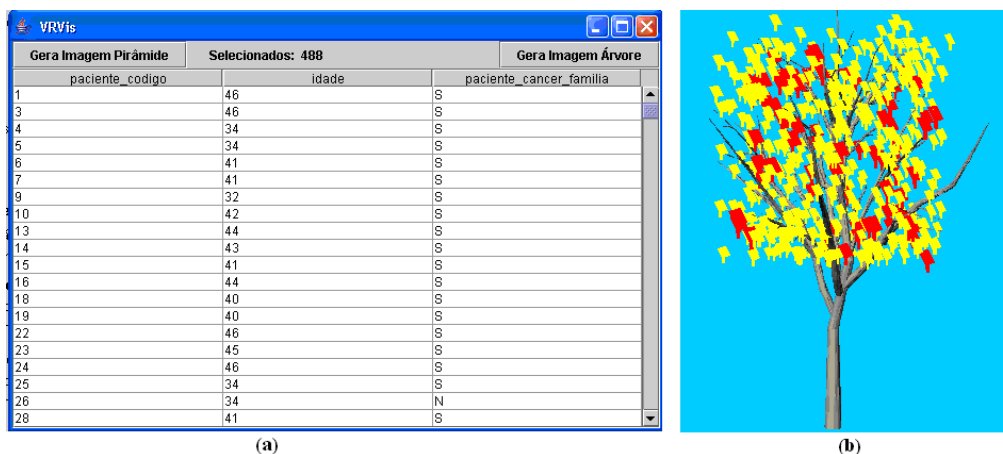 VRVis
Gera Imagem Pirâmide Selecionados: 488 Gera Imagem Árvore
paciente_codigo idade paciente_cancer_familia
1 46 S
3 46 S
4 34 S
5 34 S
6 41 S
7 41 S
9 32 S
10 42 S
13 44 S
14 43 S
15 41 S
16 44 S
18 40 S
19 40 S
22 46 S
23 45 S
24 46 S
25 34 S
26 34 N
28 41 S
(a) (b)